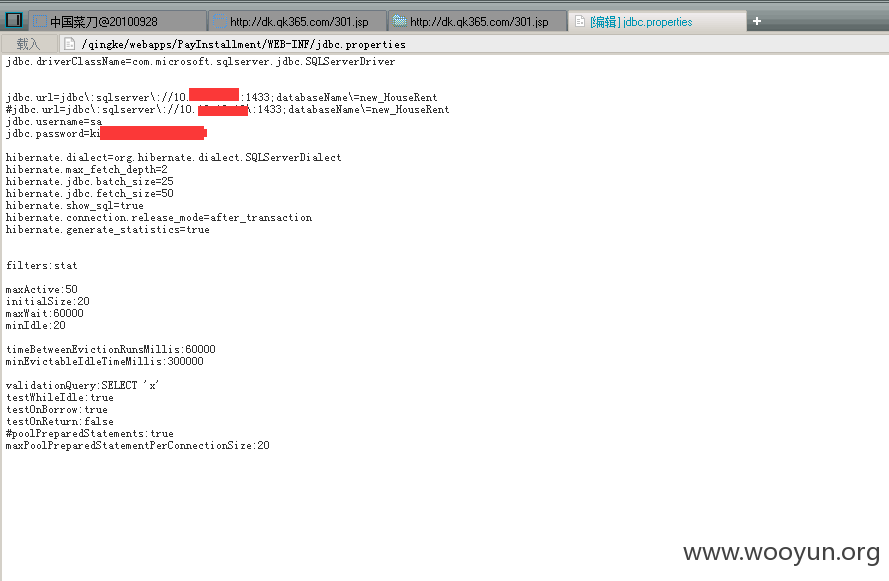 中国菜刀@20100928
http://dk.qk365.com/301.jsp
http://dk.qk365.com/301.jsp
[编辑] jdbc.properties
载入
/qingke/webapps/PayInstallment/WEB-INF/jdbc.properties
jdbc.driverClassName=com.microsoft.sqlserver.jdbc.SQLServerDriver
jdbc.url=jdbc\:sqlserver\://10. :1433;databaseName\=new_HouseRent
#jdbc.url=jdbc\:sqlserver\://10. \:1433;databaseName\=new_HouseRent
jdbc.username=sa
jdbc.password=ki
hibernate.dialect=org.hibernate.dialect.SQLServerDialect
hibernate.max_fetch_depth=2
hibernate.jdbc.batch_size=25
hibernate.jdbc.fetch_size=50
hibernate.show_sql=true
hibernate.connection.release_mode=after_transaction
hibernate.generate_statistics=true
filters:stat
maxActive:50
initialSize:20
maxWait:60000
minIdle:20
timeBetweenEvictionRunsMillis:60000
minEvictableIdleTimeMillis:300000
validationQuery:SELECT 'x'
testWhileIdle:true
testOnBorrow:true
testOnReturn:false
#poolPreparedStatements:true
maxPoolPreparedStatementPerConnectionSize:20
www.wooyun.org